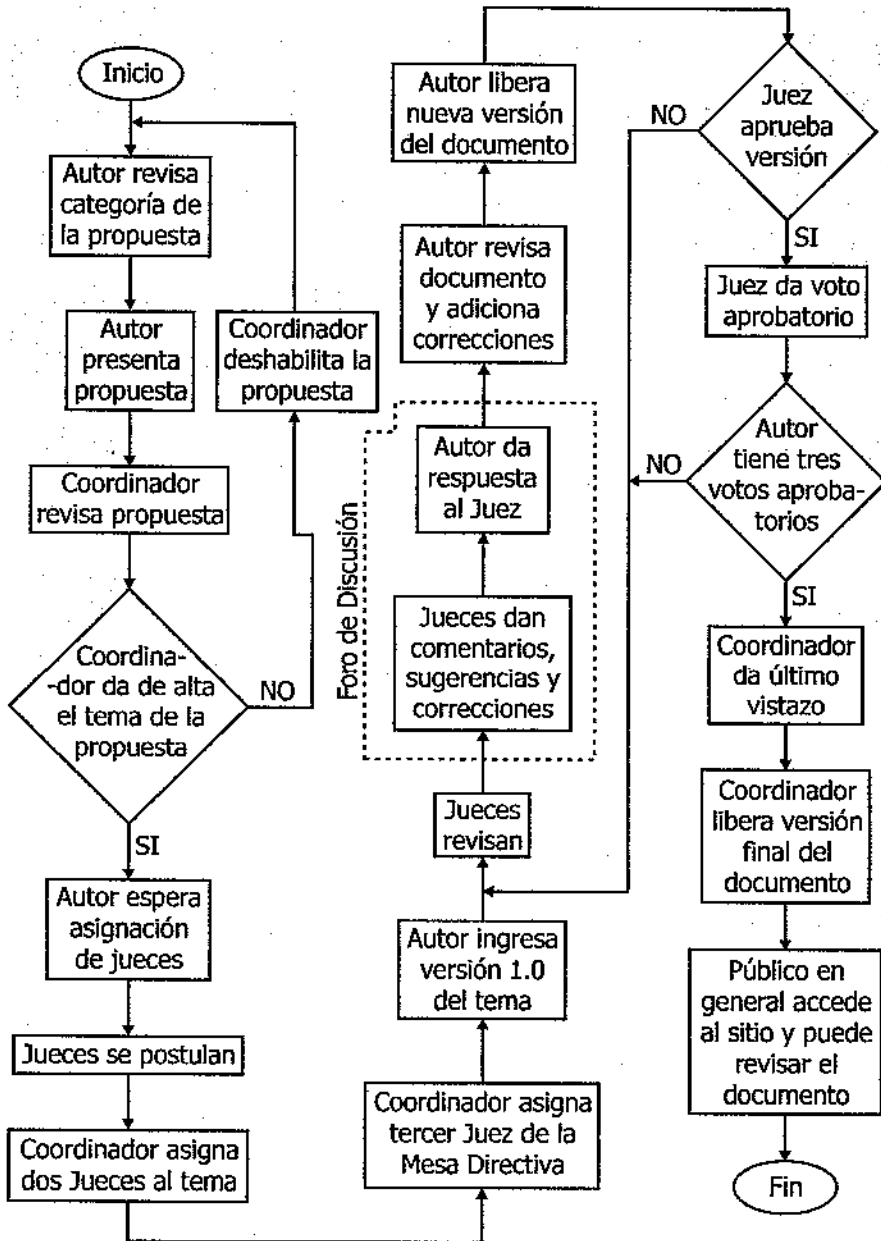 Inicio
Autor revisa
categoría de
la propuesta
Autor
presenta
propuesta
Coordinador
deshabilita la
propuesta
Coordinador
revisa propuesta
Coordina-
-dor da de alta
el tema de la
propuesta
NO
SI
Autor espera
asignación
de jueces
Jueces se postulan
Coordinador asigna
dos Jueces al tema
Coordinador asigna
tercer Juez de la
Mesa Directiva
Autor ingresa
versión 1.0
del tema
Jueces
revisan
Foro de Discusión
Jueces dan
comentarios,
sugerencias y
correcciones
Autor da
respuesta
al Juez
Autor revisa
documento
y adiciona
correcciones
Autor libera
nueva versión
del documento
Juez
aprueba
versión
NO
SI
Juez da voto
aprobatorio
Autor
tiene tres
votos aproba-
torios
NO
SI
Coordinador
da último
vistazo
Coordinador
libera versión
final del
documento
Público en
general accede
al sitio y puede
revisar el
documento
Fin